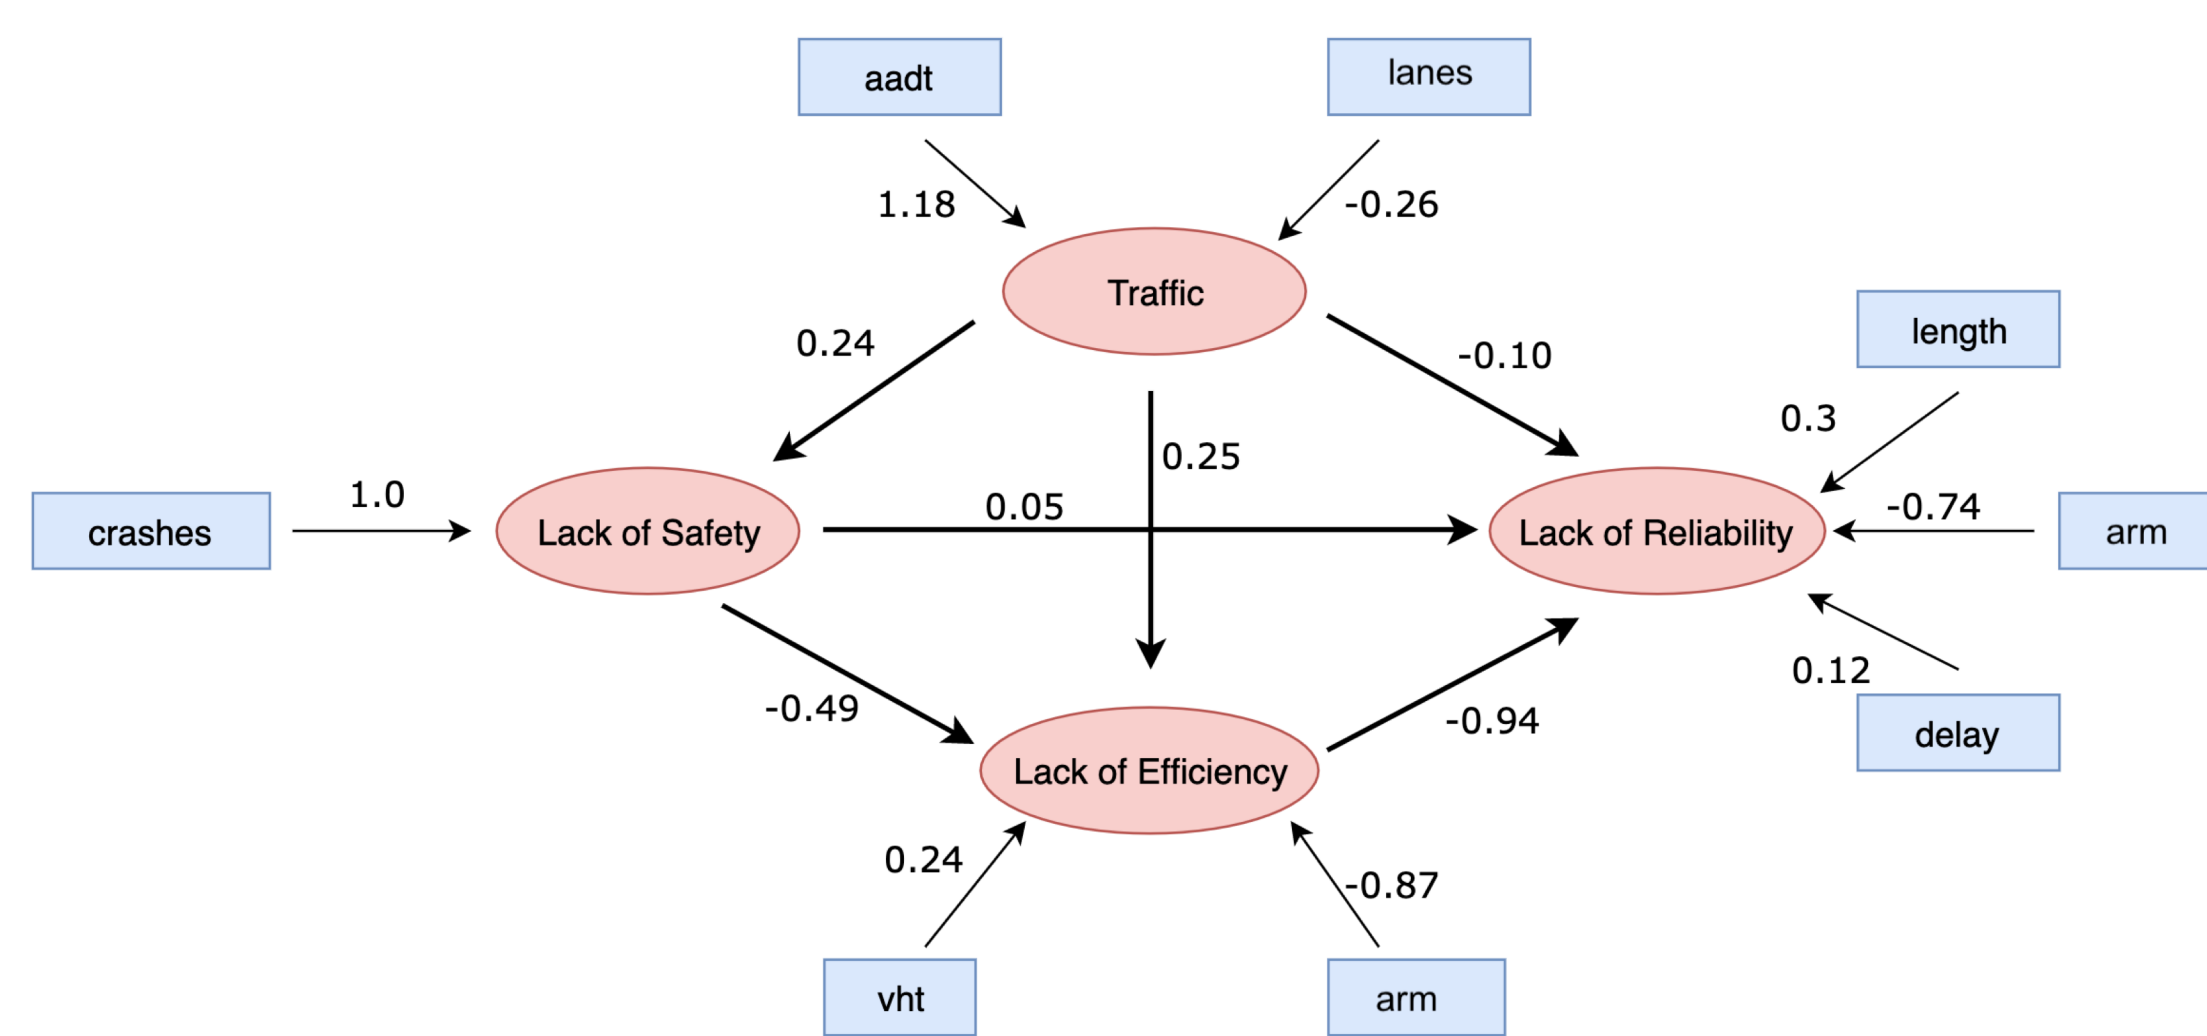 aadt
lanes
1.18
-0.26
Traffic
length
0.24
-0.10
0.3
0.25
1.0
0.05
-0.74
crashes
Lack of Safety
Lack of Reliability
arm
0.12
-0.49
-0.94
delay
Lack of Efficiency
0.24
-0.87
vht
arm